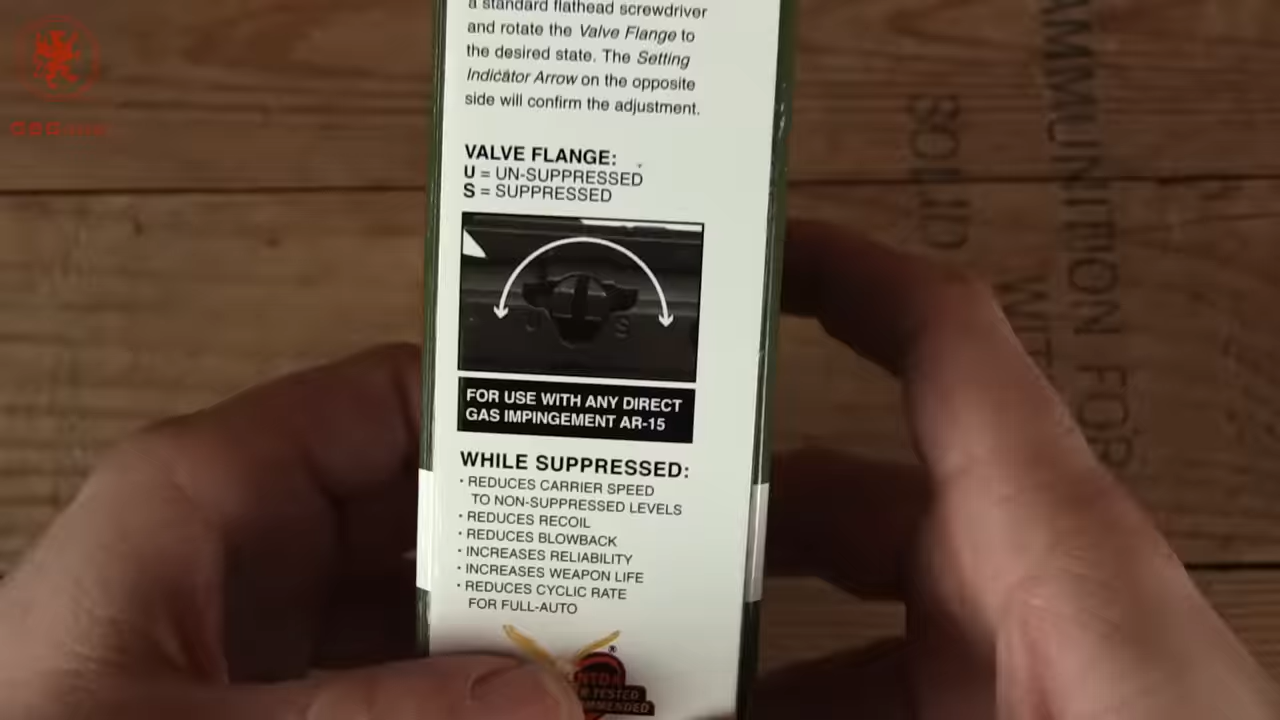 a standard flathead screwdriver
and rotate the Valve Flange to
the desired state. The Setting
Indicator Arrow on the opposite
side will confirm the adjustment.
VALVE FLANGE:
U = UN-SUPPRESSED
S = SUPPRESSED
U S
FOR USE WITH ANY DIRECT
GAS IMPINGEMENT AR-15
WHILE SUPPRESSED:
• REDUCES CARRIER SPEED
TO NON-SUPPRESSED LEVELS
• REDUCES RECOIL
• REDUCES BLOWBACK
• INCREASES RELIABILITY
• INCREASES WEAPON LIFE
• REDUCES CYCLIC RATE
FOR FULL-AUTO
®
TESTED
AMMUNITION FOR
SOLID